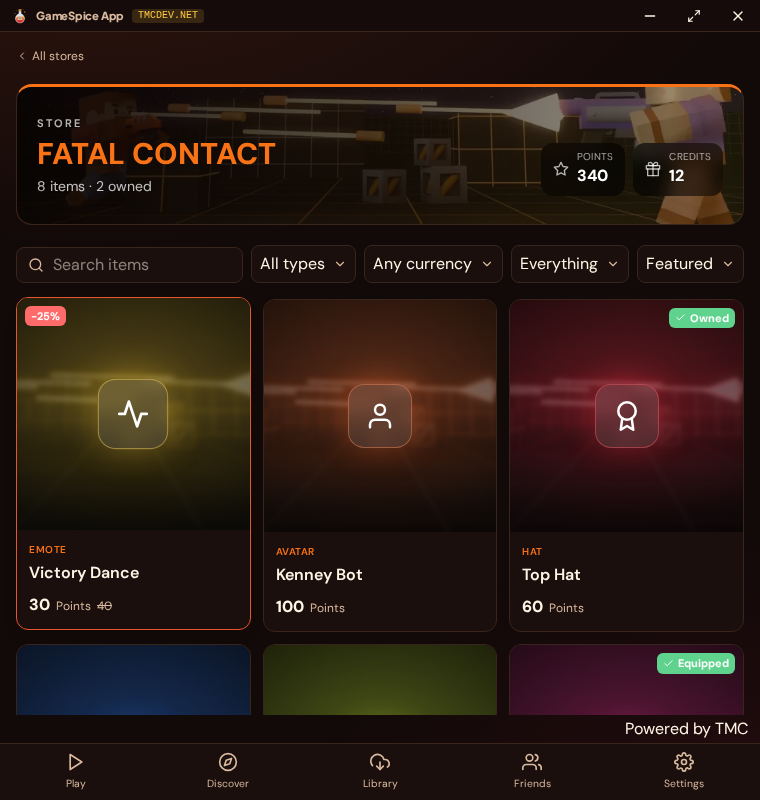 GameSpice App TMCDEV.NET
All stores
STORE
FATAL CONTACT
8 items · 2 owned
POINTS
340
CREDITS
12
Search items
All types
Any currency
Everything
Featured
-25%
EMOTE
Victory Dance
30 Points 40
AVATAR
Kenney Bot
100 Points
Owned
HAT
Top Hat
60 Points
Equipped
Powered by TMC
Play
Discover
Library
Friends
Settings